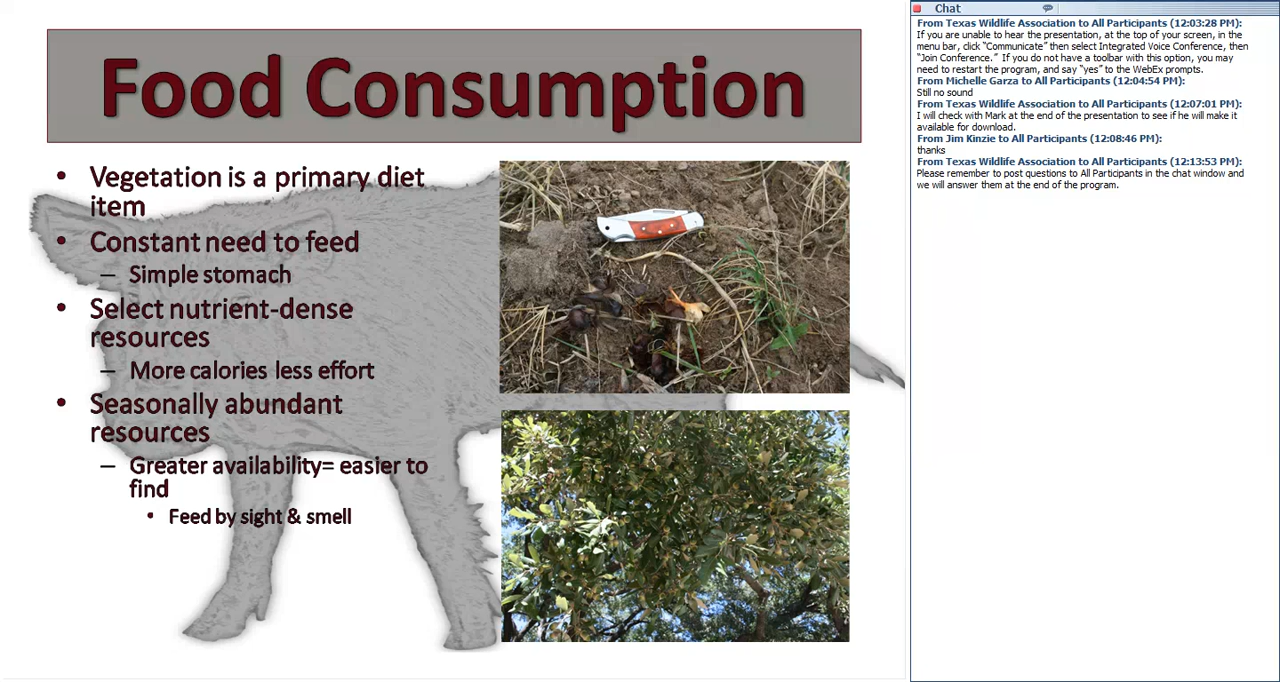 Food Consumption
• Vegetation is a primary diet
item
• Constant need to feed
– Simple stomach
• Select nutrient-dense
resources
– More calories less effort
• Seasonally abundant
resources
– Greater availability= easier to
find
• Feed by sight & smell
Chat
From Texas Wildlife Association to All Participants (12:03:28 PM):
If you are unable to hear the presentation, at the top of your screen, in the
menu bar, click "Communicate" then select Integrated Voice Conference, then
"Join Conference." If you do not have a toolbar with this option, you may
need to restart the program, and say "yes" to the WebEx prompts.
From Michelle Garza to All Participants (12:04:54 PM):
Still no sound
From Texas Wildlife Association to All Participants (12:07:01 PM):
I will check with Mark at the end of the presentation to see if he will make it
available for download.
From Jim Kinzie to All Participants (12:08:46 PM):
thanks
From Texas Wildlife Association to All Participants (12:13:53 PM):
Please remember to post questions to All Participants in the chat window and
we will answer them at the end of the program.